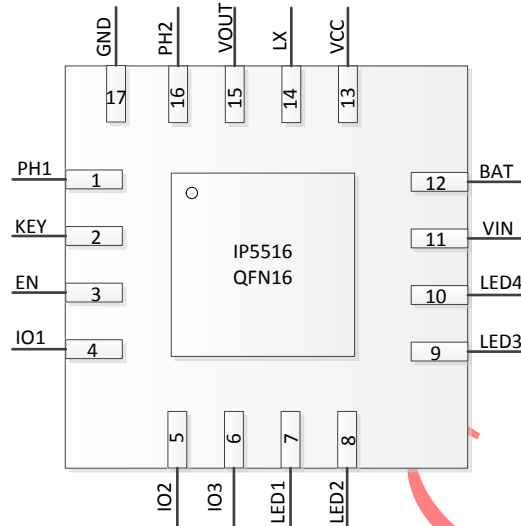 GND
PH2
VOUT
LX
VCC
17
16
15
14
13
PH1
1
KEY
2
EN
3
IO1
4
IP5516
QFN16
12
BAT
11
VIN
10
LED4
9
LED3
5
6
7
8
IO2
IO3
LED1
LED2